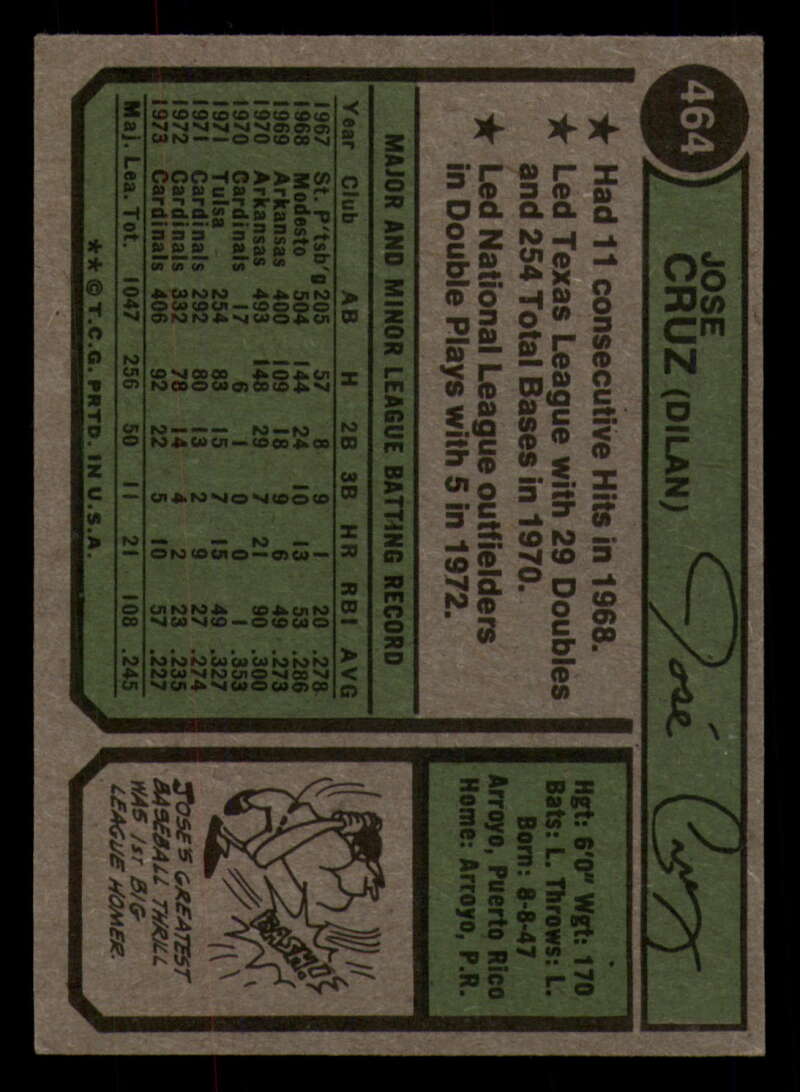 464
JOSE
CRUZ (DILAN)
José Cruz
★ Had 11 consecutive Hits in 1968.
★ Led Texas League with 29 Doubles
and 254 Total Bases in 1970.
★ Led National League outfielders
in Double Plays with 5 in 1972.
Hgt: 6'0" Wgt: 170
Bats: L. Throws: L.
Born: 8-8-47
Arroyo, Puerto Rico
Home: Arroyo, P.R.
MAJOR AND MINOR LEAGUE BATTING RECORD
Year Club AB H 2B 3B HR RBI AVG
1967 St. P'tsb'g 205 57 8 9 1 20 .278
1968 Modesto 504 144 24 10 13 53 .286
1969 Arkansas 400 109 18 9 6 49 .273
1970 Arkansas 493 148 29 7 21 90 .300
1970 Cardinals 17 6 1 0 0 1 .353
1971 Tulsa 254 83 15 7 15 49 .327
1971 Cardinals 292 80 13 2 9 27 .274
1972 Cardinals 332 78 14 4 2 23 .235
1973 Cardinals 406 92 22 5 10 57 .227
Maj. Lea. Tot. 1047 256 50 11 21 108 .245
**© T.C.G. PRTD. IN U.S.A.
BASH!
JOSE'S GREATEST
BASEBALL THRILL
WAS 1ST BIG
LEAGUE HOMER.